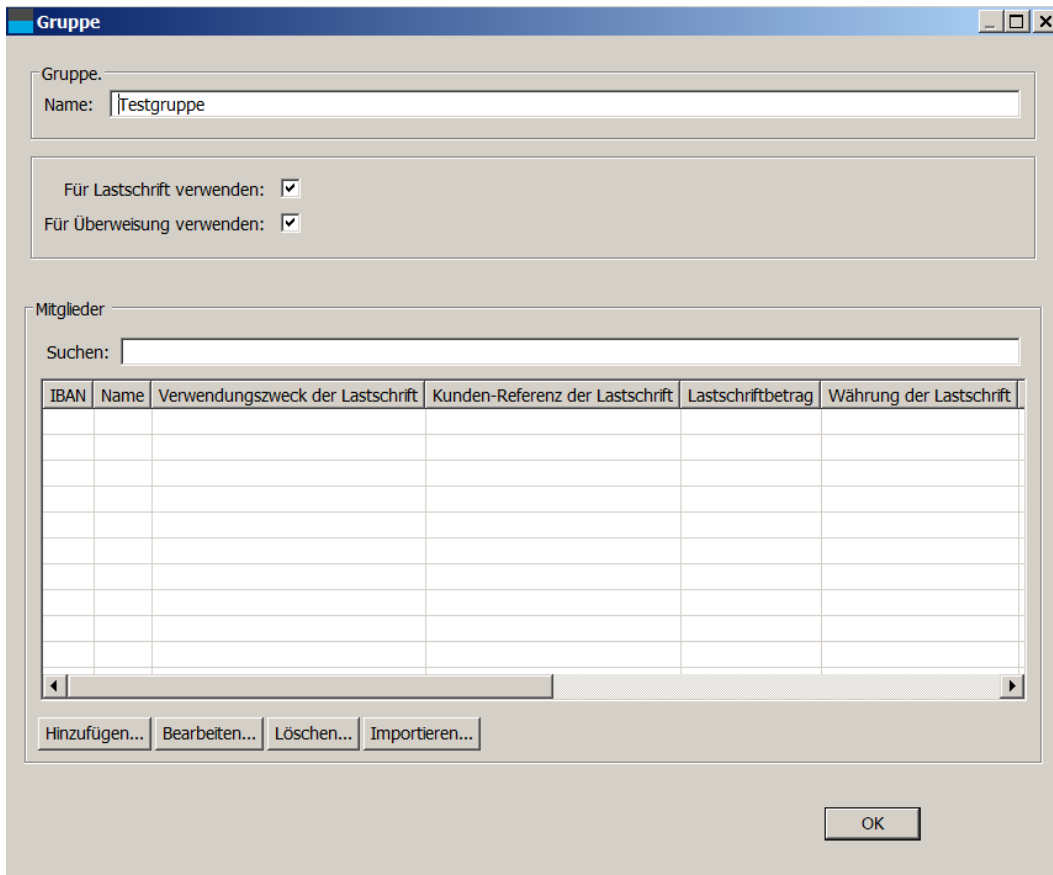 Gruppe
Gruppe.
Name: Testgruppe
Für Lastschrift verwenden:
Für Überweisung verwenden:
Mitglieder
Suchen:
IBAN Name Verwendungszweck der Lastschrift Kunden-Referenz der Lastschrift Lastschriftbetrag Währung der Lastschrift
Hinzufügen... Bearbeiten... Löschen... Importieren...
OK